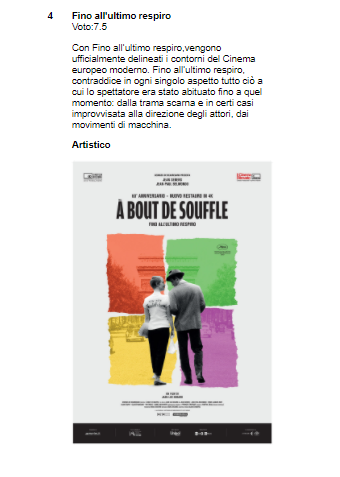 4 Fino all'ultimo respiro
Voto:7.5
Con Fino all'ultimo respiro,vengono
ufficialmente delineati i contorni del Cinema
europeo moderno. Fino all'ultimo respiro,
contraddice in ogni singolo aspetto tutto ciò a
cui lo spettatore era stato abituato fino a quel
momento: dalla trama scarna e in certi casi
improvvisata alla direzione degli attori, dai
movimenti di macchina.
Artistico
JEAN SEBERG
JEAN PAUL BELMONDO
60° ANNIVERSARIO - NUOVO RESTAURO IN 4K
À BOUT DE SOUFFLE
FINO ALL'ULTIMO RESPIRO